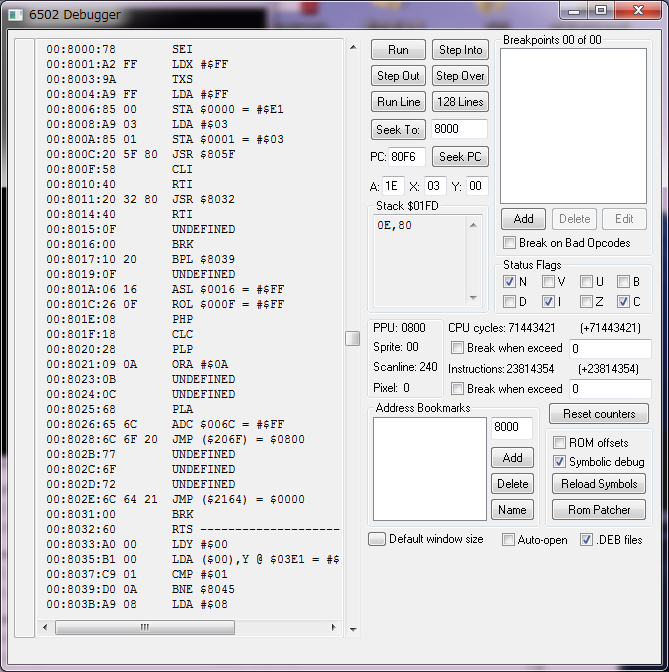 6502 Debugger
00:8000:78 SEI
00:8001:A2 FF LDX #$FF
00:8003:9A TXS
00:8004:A9 FF LDA #$FF
00:8006:85 00 STA $0000 = #$E1
00:8008:A9 03 LDA #$03
00:800A:85 01 STA $0001 = #$03
00:800C:20 5F 80 JSR $805F
00:800F:58 CLI
00:8010:40 RTI
00:8011:20 32 80 JSR $8032
00:8014:40 RTI
00:8015:0F UNDEFINED
00:8016:00 BRK
00:8017:10 20 BPL $8039
00:8019:0F UNDEFINED
00:801A:06 16 ASL $0016 = #$FF
00:801C:26 0F ROL $000F = #$FF
00:801E:08 PHP
00:801F:18 CLC
00:8020:28 PLP
00:8021:09 0A ORA #$0A
00:8023:0B UNDEFINED
00:8024:0C UNDEFINED
00:8025:68 PLA
00:8026:65 6C ADC $006C = #$FF
00:8028:6C 6F 20 JMP ($206F) = $0800
00:802B:77 UNDEFINED
00:802C:6F UNDEFINED
00:802D:72 UNDEFINED
00:802E:6C 64 21 JMP ($2164) = $0000
00:8031:00 BRK
00:8032:60 RTS --------------------
00:8033:A0 00 LDY #$00
00:8035:B1 00 LDA ($00),Y @ $03E1 = #$
00:8037:C9 01 CMP #$01
00:8039:D0 0A BNE $8045
00:803B:A9 08 LDA #$08
Run Step Into
Step Out Step Over
Run Line 128 Lines
Seek To: 8000
PC: 80F6 Seek PC
A: 1E X: 03 Y: 00
Stack $01FD
0E,80
Breakpoints 00 of 00
Add Delete Edit
Break on Bad Opcodes
Status Flags
N V U B
D I Z C
PPU: 0800
Sprite: 00
Scanline: 240
Pixel: 0
CPU cycles: 71443421 (+71443421)
Break when exceed 0
Instructions: 23814354 (+23814354)
Break when exceed 0
Address Bookmarks
8000
Add
Delete
Name
Reset counters
ROM offsets
Symbolic debug
Reload Symbols
Rom Patcher
Default window size
Auto-open
.DEB files